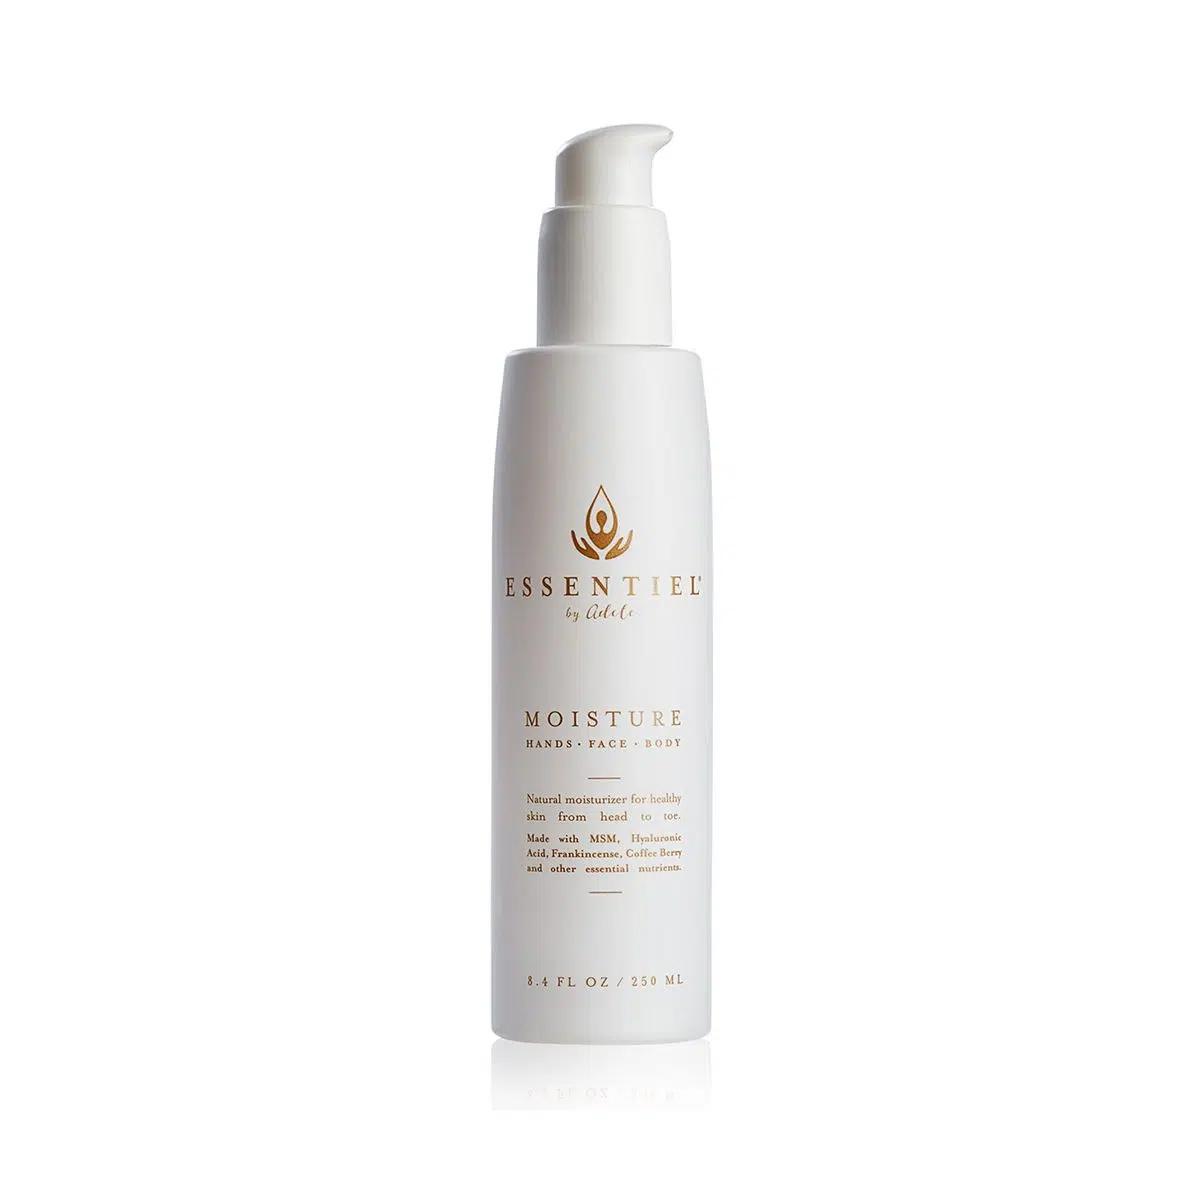 ESSENTIEL®
by Adele
MOISTURE
HANDS · FACE · BODY
Natural moisturizer for healthy
skin from head to toe.
Made with MSM, Hyaluronic
Acid, Frankincense, Coffee Berry
and other essential nutrients.
8.4 FL OZ / 250 ML